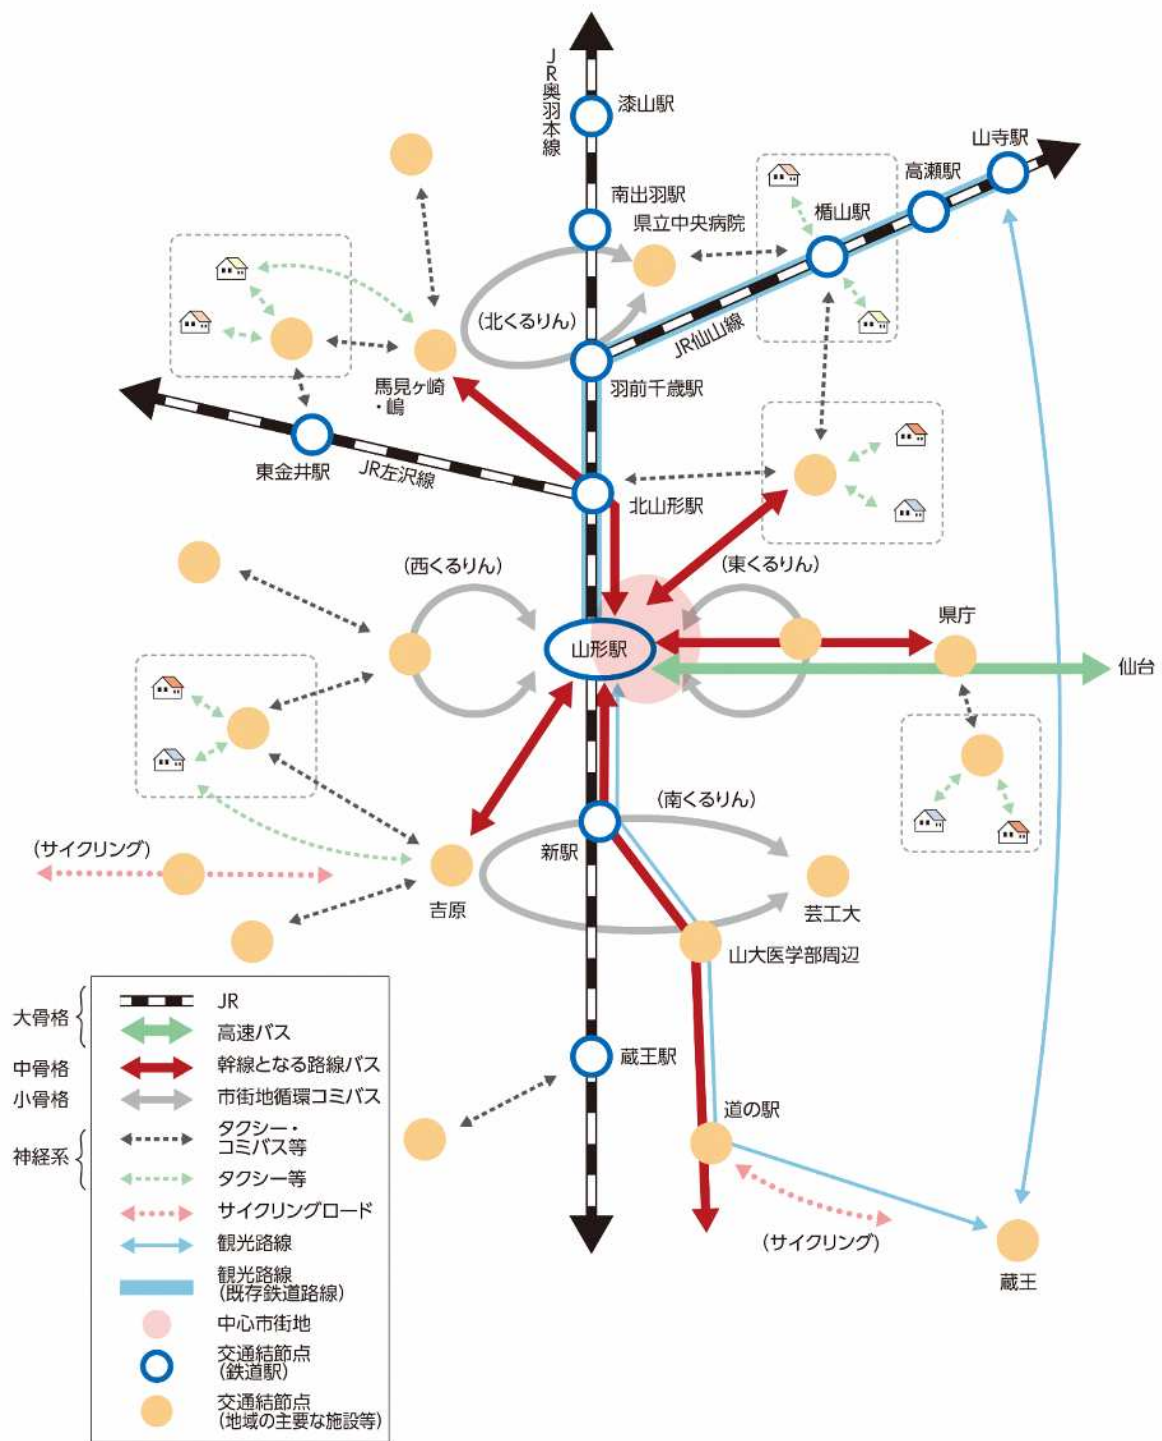 JR奥羽本線
漆山駅
山寺駅
高瀬駅
南出羽駅
楯山駅
県立中央病院
(北くるりん)
JR仙山線
馬見ヶ崎
・嶋
羽前千歳駅
東金井駅
JR左沢線
北山形駅
(西くるりん)
(東くるりん)
県庁
山形駅
仙台
(南くるりん)
(サイクリング)
新駅
吉原
芸工大
山大医学部周辺
蔵王駅
道の駅
(サイクリング)
蔵王
大骨格
JR
高速バス
中骨格
幹線となる路線バス
小骨格
市街地循環コミバス
神経系
タクシー・
コミバス等
タクシー等
サイクリングロード
観光路線
観光路線
(既存鉄道路線)
中心市街地
交通結節点
(鉄道駅)
交通結節点
(地域の主要な施設等)